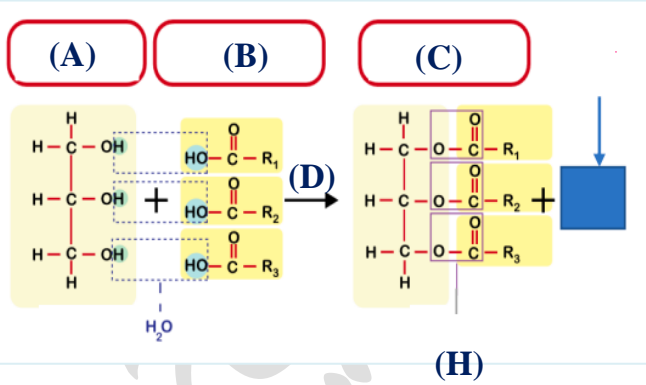 (A) (B) (C)
H H
H — C — OH HO — C — R₁ H — C — O — C — R₁
O O
(D)
H — C — OH + HO — C — R₂ H — C — O — C — R₂ +
O O
H — C — OH HO — C — R₃ H — C — O — C — R₃
O O
H H
H₂O
(H)